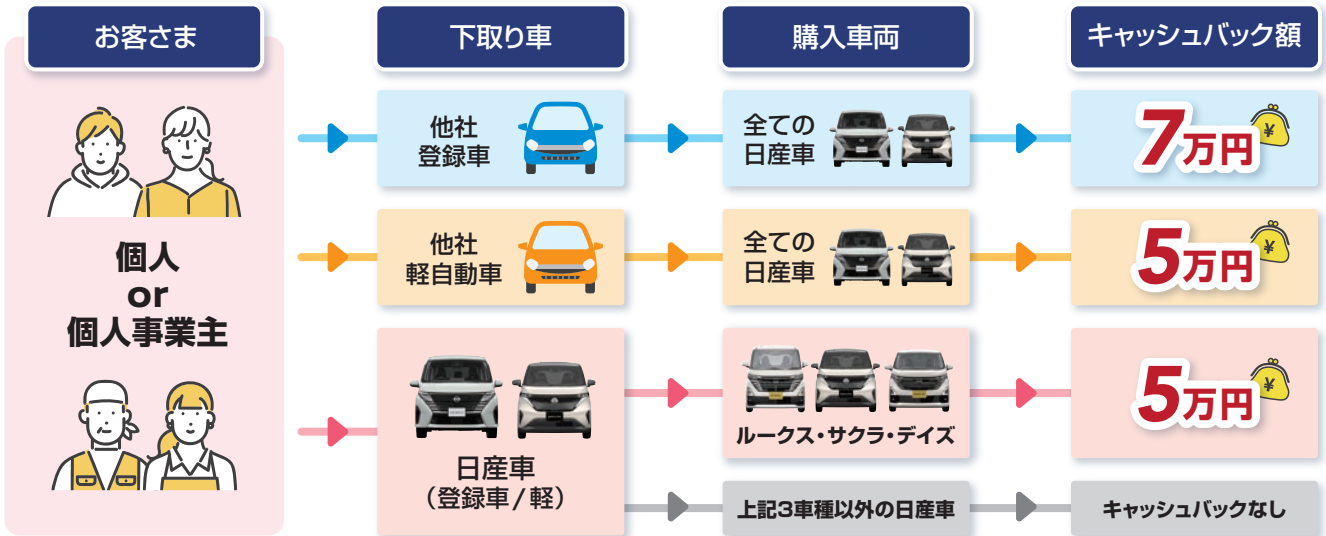 お客さま
下取り車
購入車両
キャッシュバック額
個人
or
個人事業主
他社
登録車
全ての
日産車
7万円
¥
他社
軽自動車
全ての
日産車
5万円
¥
日産車
（登録車/軽）
ルークス・サクラ・デイズ
5万円
¥
上記3車種以外の日産車
キャッシュバックなし